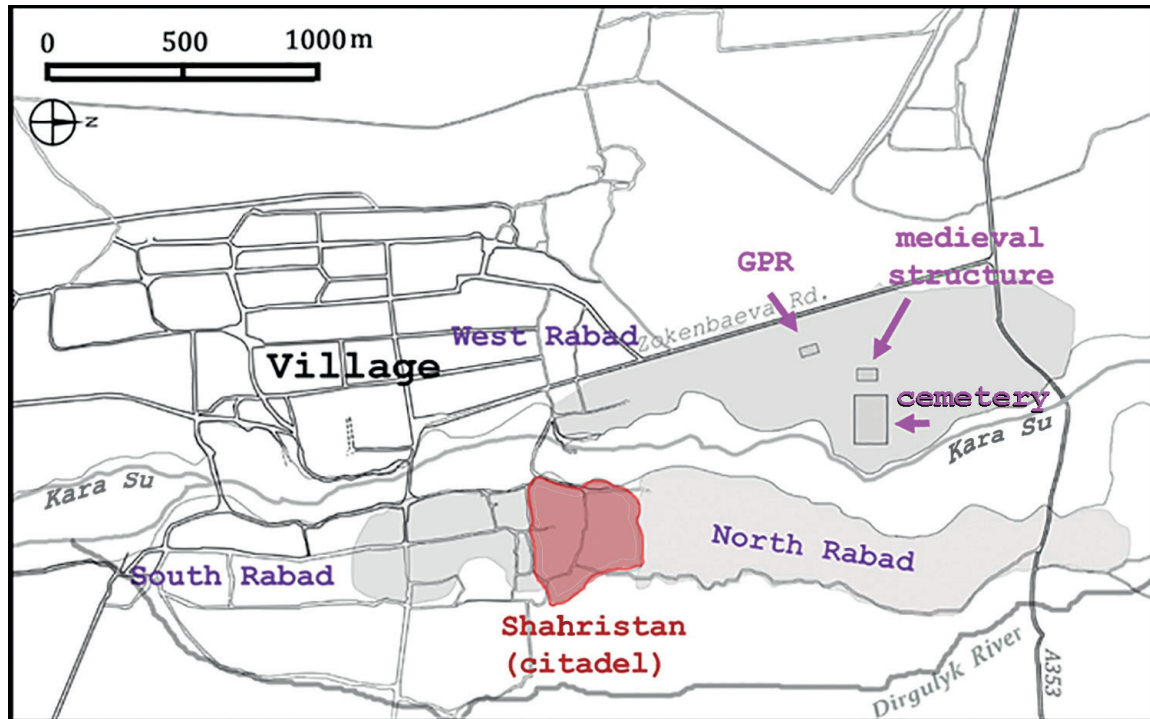 0 500 1000 m
N
medieval
structure
GPR
Zokenbaeva Rd.
West Rabad
Village
cemetery
Kara Su
Kara Su
North Rabad
South Rabad
Shahristan
(citadel)
Dirgulyk River
A353